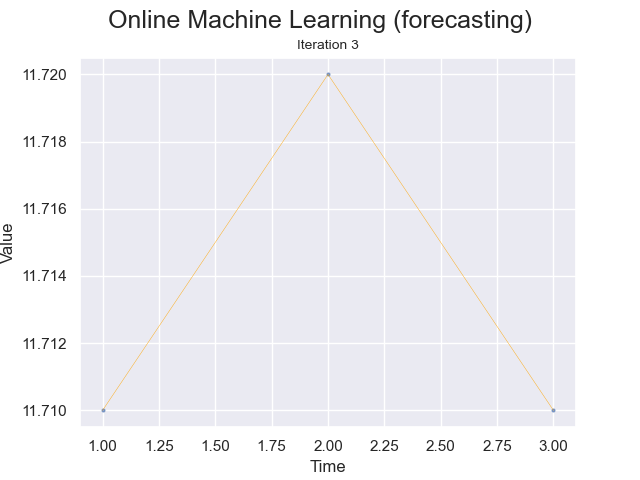 Online Machine Learning (forecasting)
Iteration 3
11.720
11.718
11.716
11.714
11.712
11.710
Value
1.00 1.25 1.50 1.75 2.00 2.25 2.50 2.75 3.00
Time